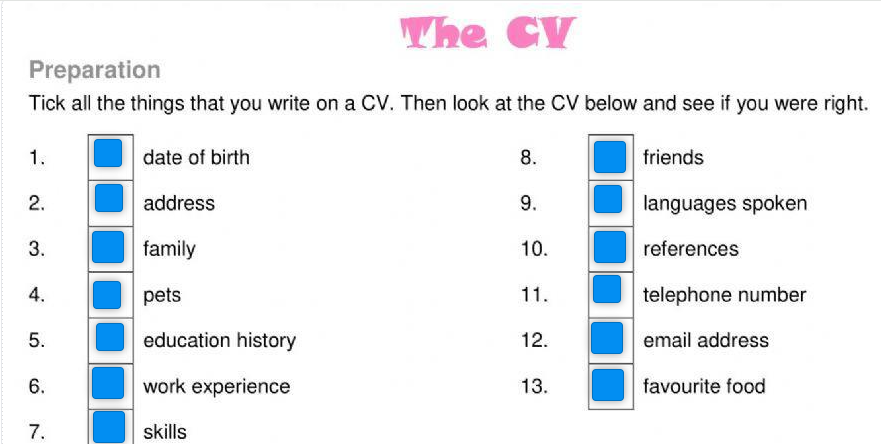 The CV
Preparation
Tick all the things that you write on a CV. Then look at the CV below and see if you were right.
1. date of birth
2. address
3. family
4. pets
5. education history
6. work experience
7. skills
8. friends
9. languages spoken
10. references
11. telephone number
12. email address
13. favourite food